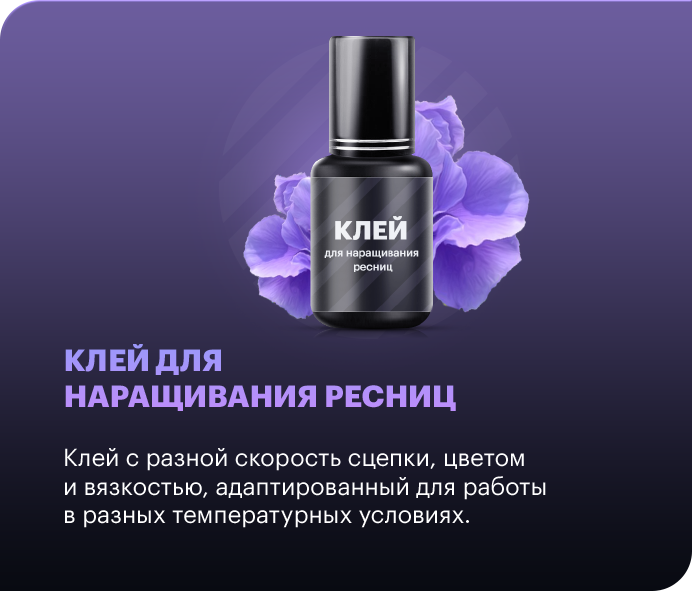 КЛЕЙ
для наращивания
ресниц
КЛЕЙ ДЛЯ
НАРАЩИВАНИЯ РЕСНИЦ
Клей с разной скорость сцепки, цветом
и вязкостью, адаптированный для работы
в разных температурных условиях.